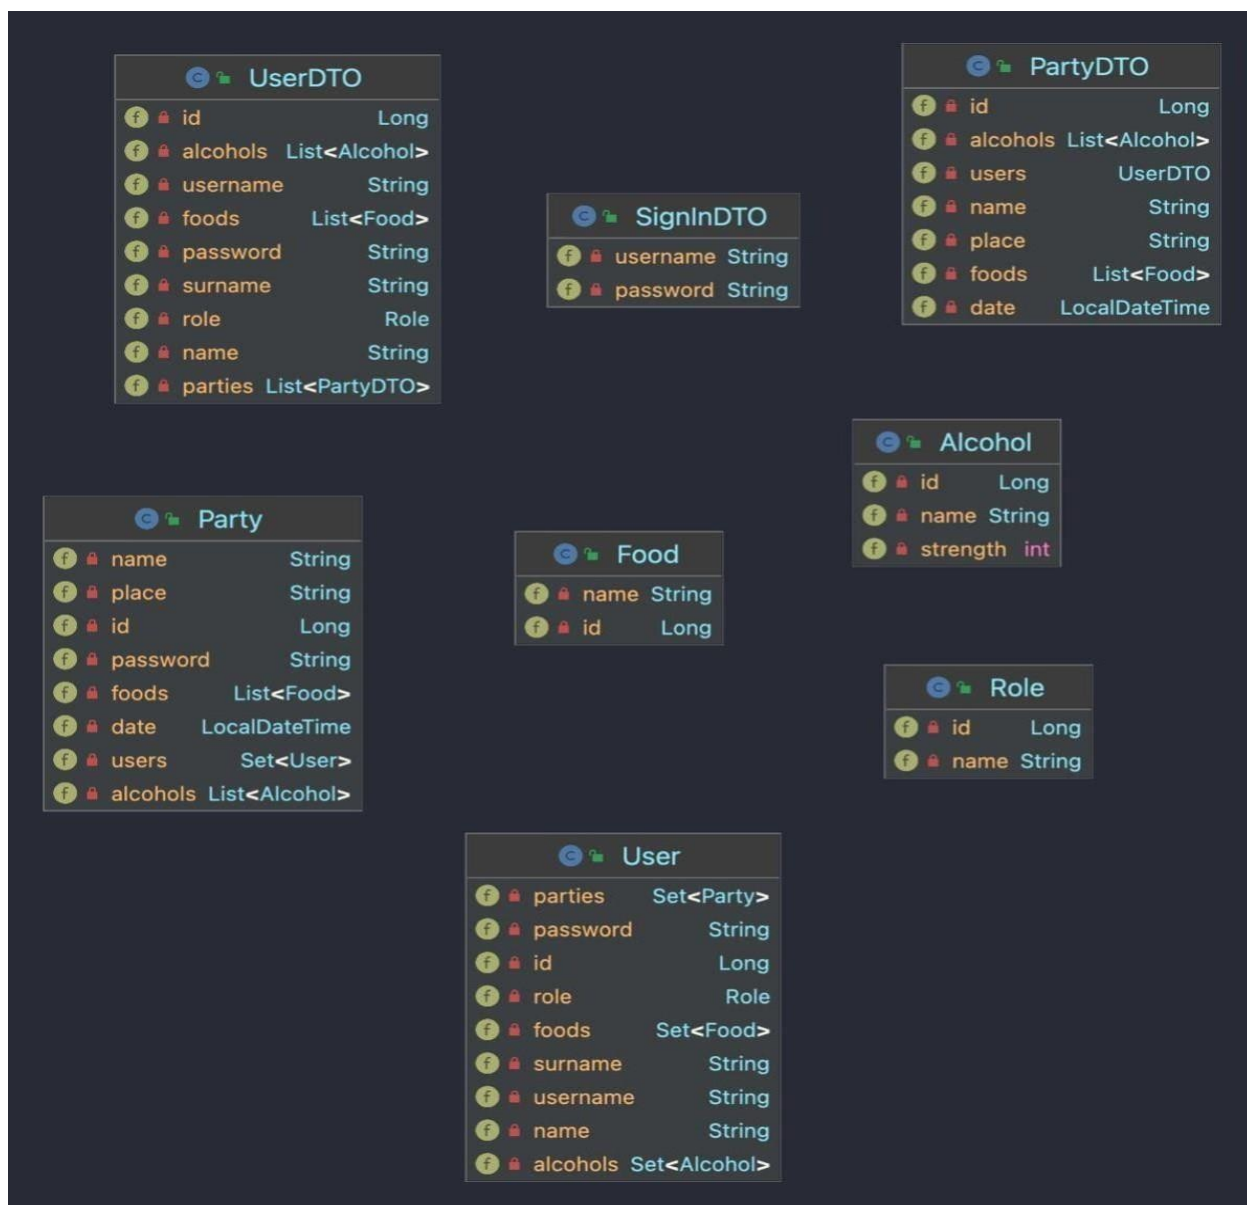 UserDTO
id Long
alcohols List<Alcohol>
username String
foods List<Food>
password String
surname String
role Role
name String
parties List<PartyDTO>
PartyDTO
id Long
alcohols List<Alcohol>
users UserDTO
name String
place String
foods List<Food>
date LocalDateTime
SignInDTO
username String
password String
Alcohol
id Long
name String
strength int
Party
name String
place String
id Long
password String
foods List<Food>
date LocalDateTime
users Set<User>
alcohols List<Alcohol>
Food
name String
id Long
Role
id Long
name String
User
parties Set<Party>
password String
id Long
role Role
foods Set<Food>
surname String
username String
name String
alcohols Set<Alcohol>